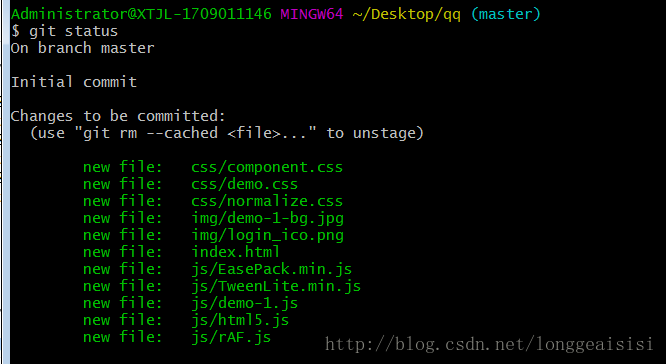 Administrator@XTJL-1709011146 MINGW64 ~/Desktop/qq (master)
$ git status
On branch master
Initial commit
Changes to be committed:
(use "git rm --cached <file>..." to unstage)
new file: css/component.css
new file: css/demo.css
new file: css/normalize.css
new file: img/demo-1-bg.jpg
new file: img/login_ico.png
new file: index.html
new file: js/EasePack.min.js
new file: js/TweenLite.min.js
new file: js/demo-1.js
new file: js/html5.js
new file: js/rAF.js
http://blog.csdn.net/longgeaisisi